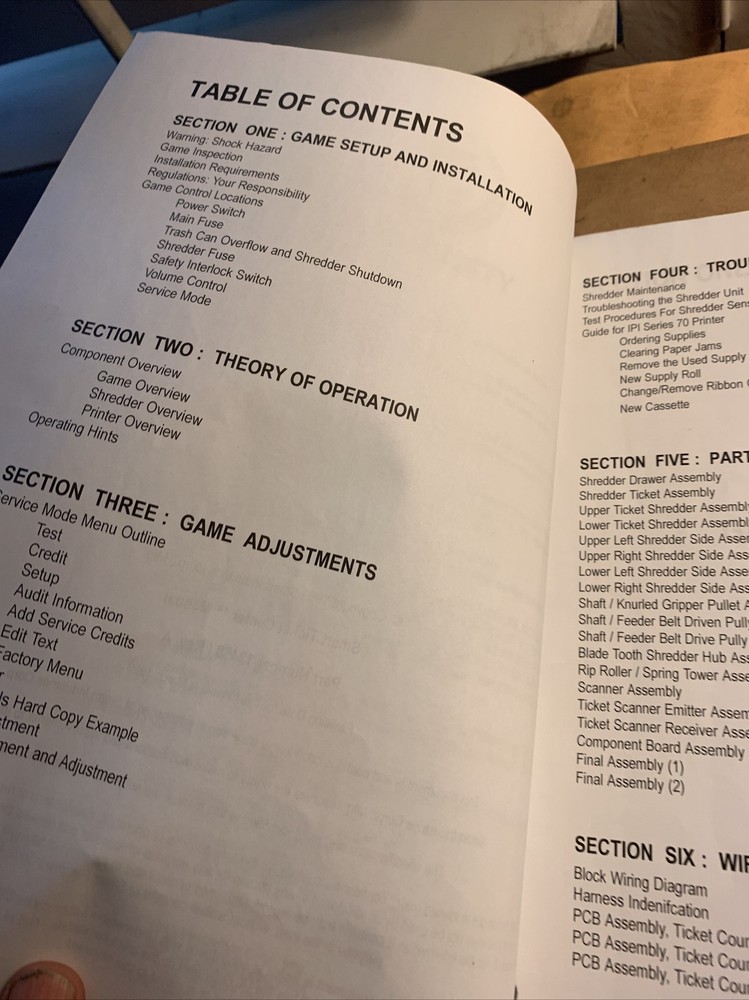 TABLE OF CONTENTS
SECTION ONE : GAME SETUP AND INSTALLATION
Warning: Shock Hazard
Game Inspection
Installation Requirements
Regulations: Your Responsibility
Game Control Locations
Power Switch
Main Fuse
Trash Can Overflow and Shredder Shutdown
Shredder Fuse
Safety Interlock Switch
Volume Control
Service Mode
SECTION TWO : THEORY OF OPERATION
Component Overview
Game Overview
Shredder Overview
Printer Overview
Operating Hints
SECTION THREE : GAME ADJUSTMENTS
ervice Mode Menu Outline
Test
Credit
Setup
Audit Information
Add Service Credits
Edit Text
Factory Menu
r
ls Hard Copy Example
stment
ment and Adjustment
SECTION FOUR : TROU
Shredder Maintenance
Troubleshooting the Shredder Unit
Test Procedures For Shredder Sens
Guide for IPI Series 70 Printer
Ordering Supplies
Clearing Paper Jams
Remove the Used Supply
New Supply Roll
Change/Remove Ribbon
New Cassette
SECTION FIVE : PART
Shredder Drawer Assembly
Shredder Ticket Assembly
Upper Ticket Shredder Assembl
Lower Ticket Shredder Assembl
Upper Left Shredder Side Asser
Upper Right Shredder Side Ass
Lower Left Shredder Side Asse
Lower Right Shredder Side Ass
Shaft / Knurled Gripper Pullet A
Shaft / Feeder Belt Driven Pull
Shaft / Feeder Belt Drive Pully
Blade Tooth Shredder Hub Ass
Rip Roller / Spring Tower Asse
Scanner Assembly
Ticket Scanner Emitter Assem
Ticket Scanner Receiver Asse
Component Board Assembly
Final Assembly (1)
Final Assembly (2)
SECTION SIX : WIR
Block Wiring Diagram
Harness Indenifcation
PCB Assembly, Ticket Cour
PCB Assembly, Ticket Cour
PCB Assembly, Ticket Cour